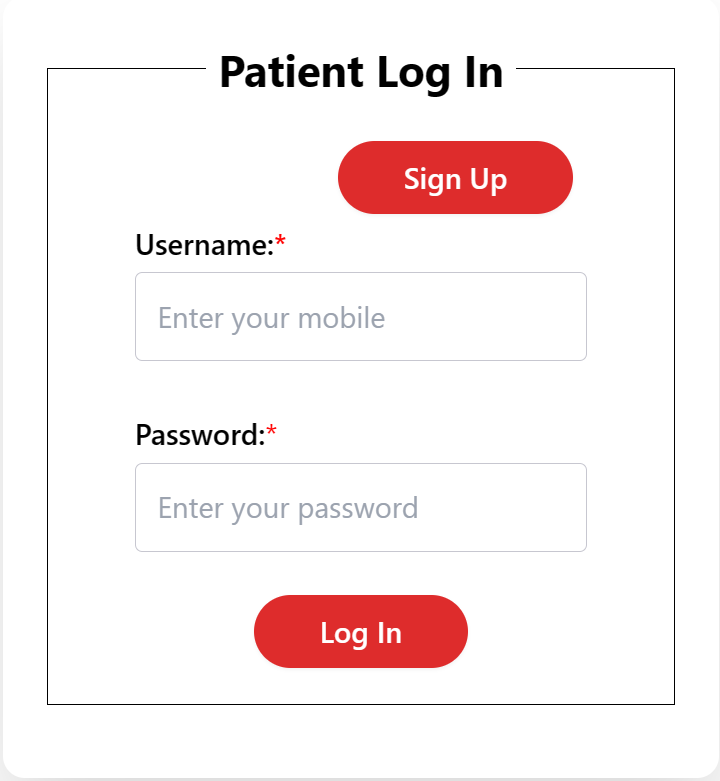 Patient Log In
Sign Up
Username:*
Enter your mobile
Password:*
Enter your password
Log In